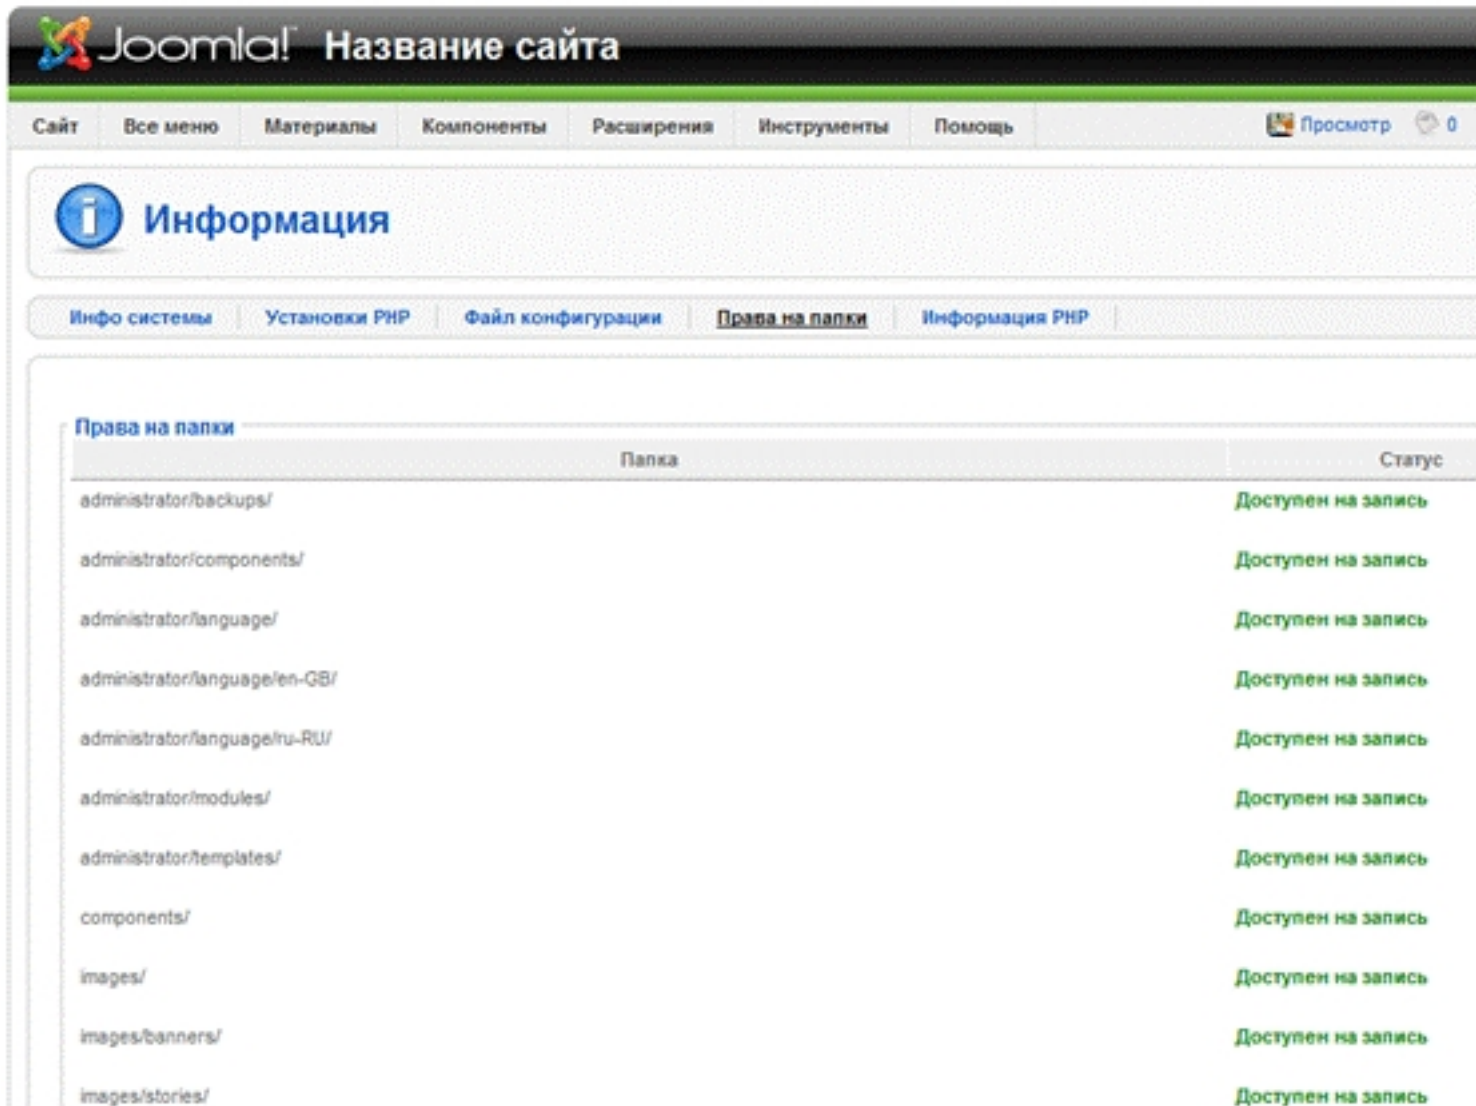 Joomla! Название сайта
Сайт Все меню Материалы Компоненты Расширения Инструменты Помощь Просмотр 0
Информация
Инфо системы Установки PHP Файл конфигурации Права на папки Информация PHP
Права на папки
Папка Статус
administrator/backups/ Доступен на запись
administrator/components/ Доступен на запись
administrator/language/ Доступен на запись
administrator/language/en-GB/ Доступен на запись
administrator/language/ru-RU/ Доступен на запись
administrator/modules/ Доступен на запись
administrator/templates/ Доступен на запись
components/ Доступен на запись
images/ Доступен на запись
images/banners/ Доступен на запись
images/stories/ Доступен на запись